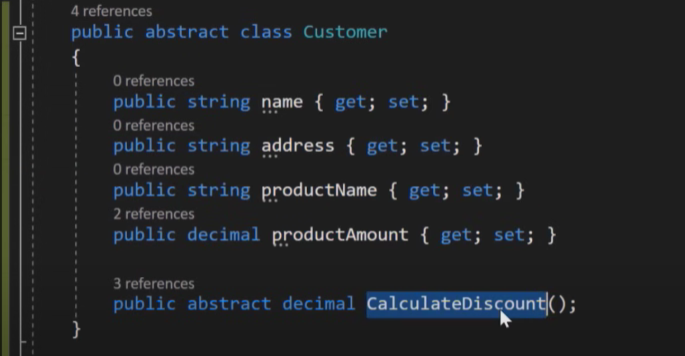 4 references
public abstract class Customer
{
0 references
public string name { get; set; }
0 references
public string address { get; set; }
0 references
public string productName { get; set; }
2 references
public decimal productAmount { get; set; }
3 references
public abstract decimal CalculateDiscount();
}